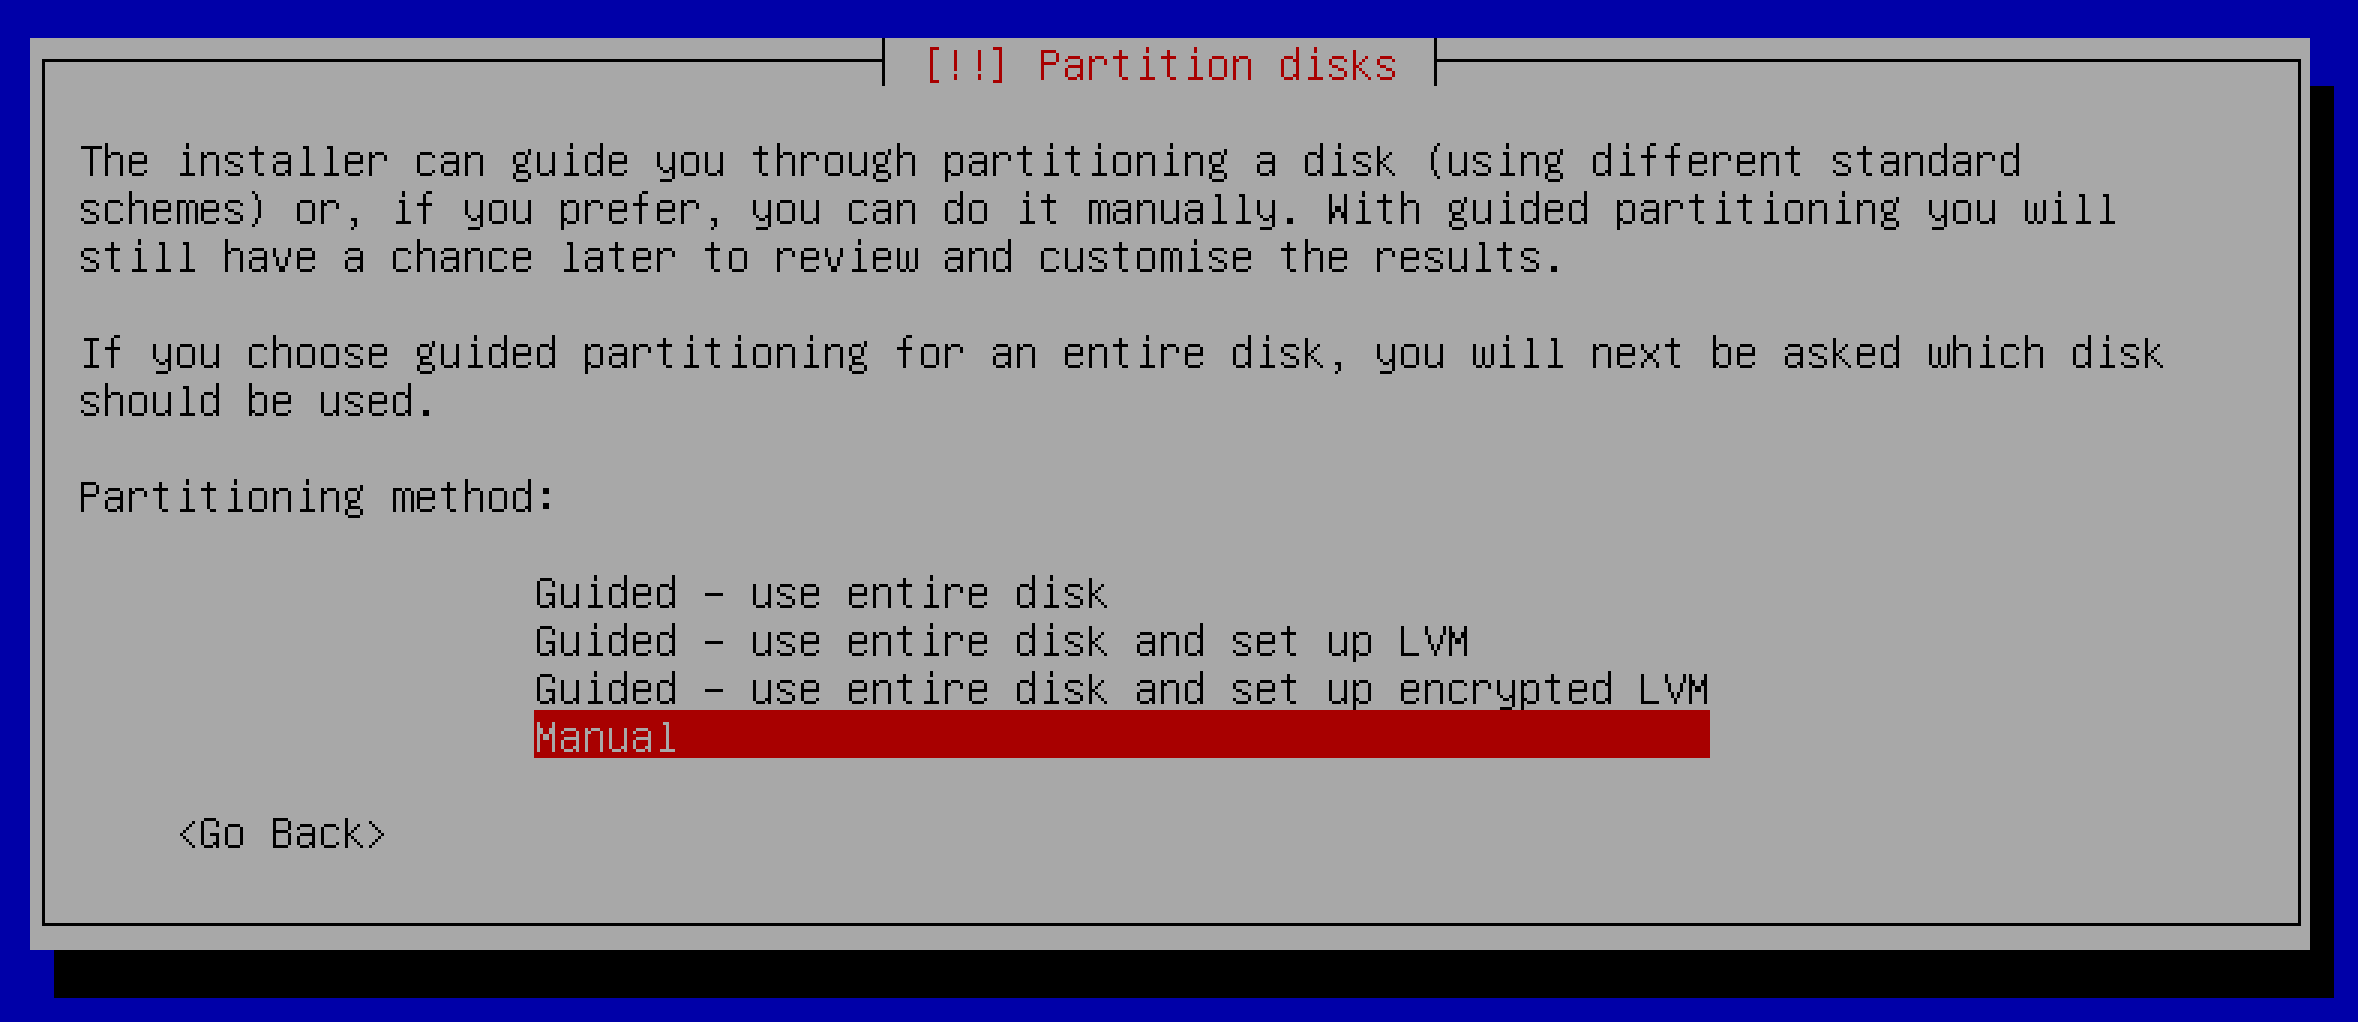 [!!] Partition disks
The installer can guide you through partitioning a disk (using different standard
schemes) or, if you prefer, you can do it manually. With guided partitioning you will
still have a chance later to review and customise the results.
If you choose guided partitioning for an entire disk, you will next be asked which disk
should be used.
Partitioning method:
Guided - use entire disk
Guided - use entire disk and set up LVM
Guided - use entire disk and set up encrypted LVM
Manual
<Go Back>